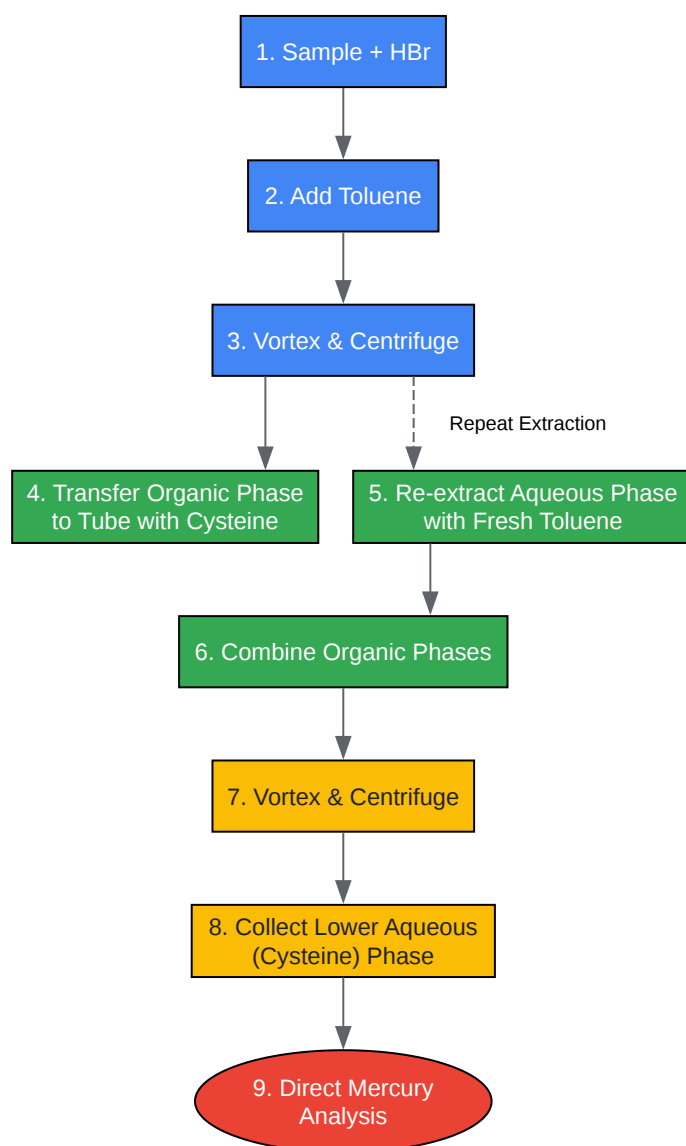 1. Sample + HBr
2. Add Toluene
3. Vortex & Centrifuge
Repeat Extraction
4. Transfer Organic Phase
to Tube with Cysteine
5. Re-extract Aqueous Phase
with Fresh Toluene
6. Combine Organic Phases
7. Vortex & Centrifuge
8. Collect Lower Aqueous
(Cysteine) Phase
9. Direct Mercury
Analysis